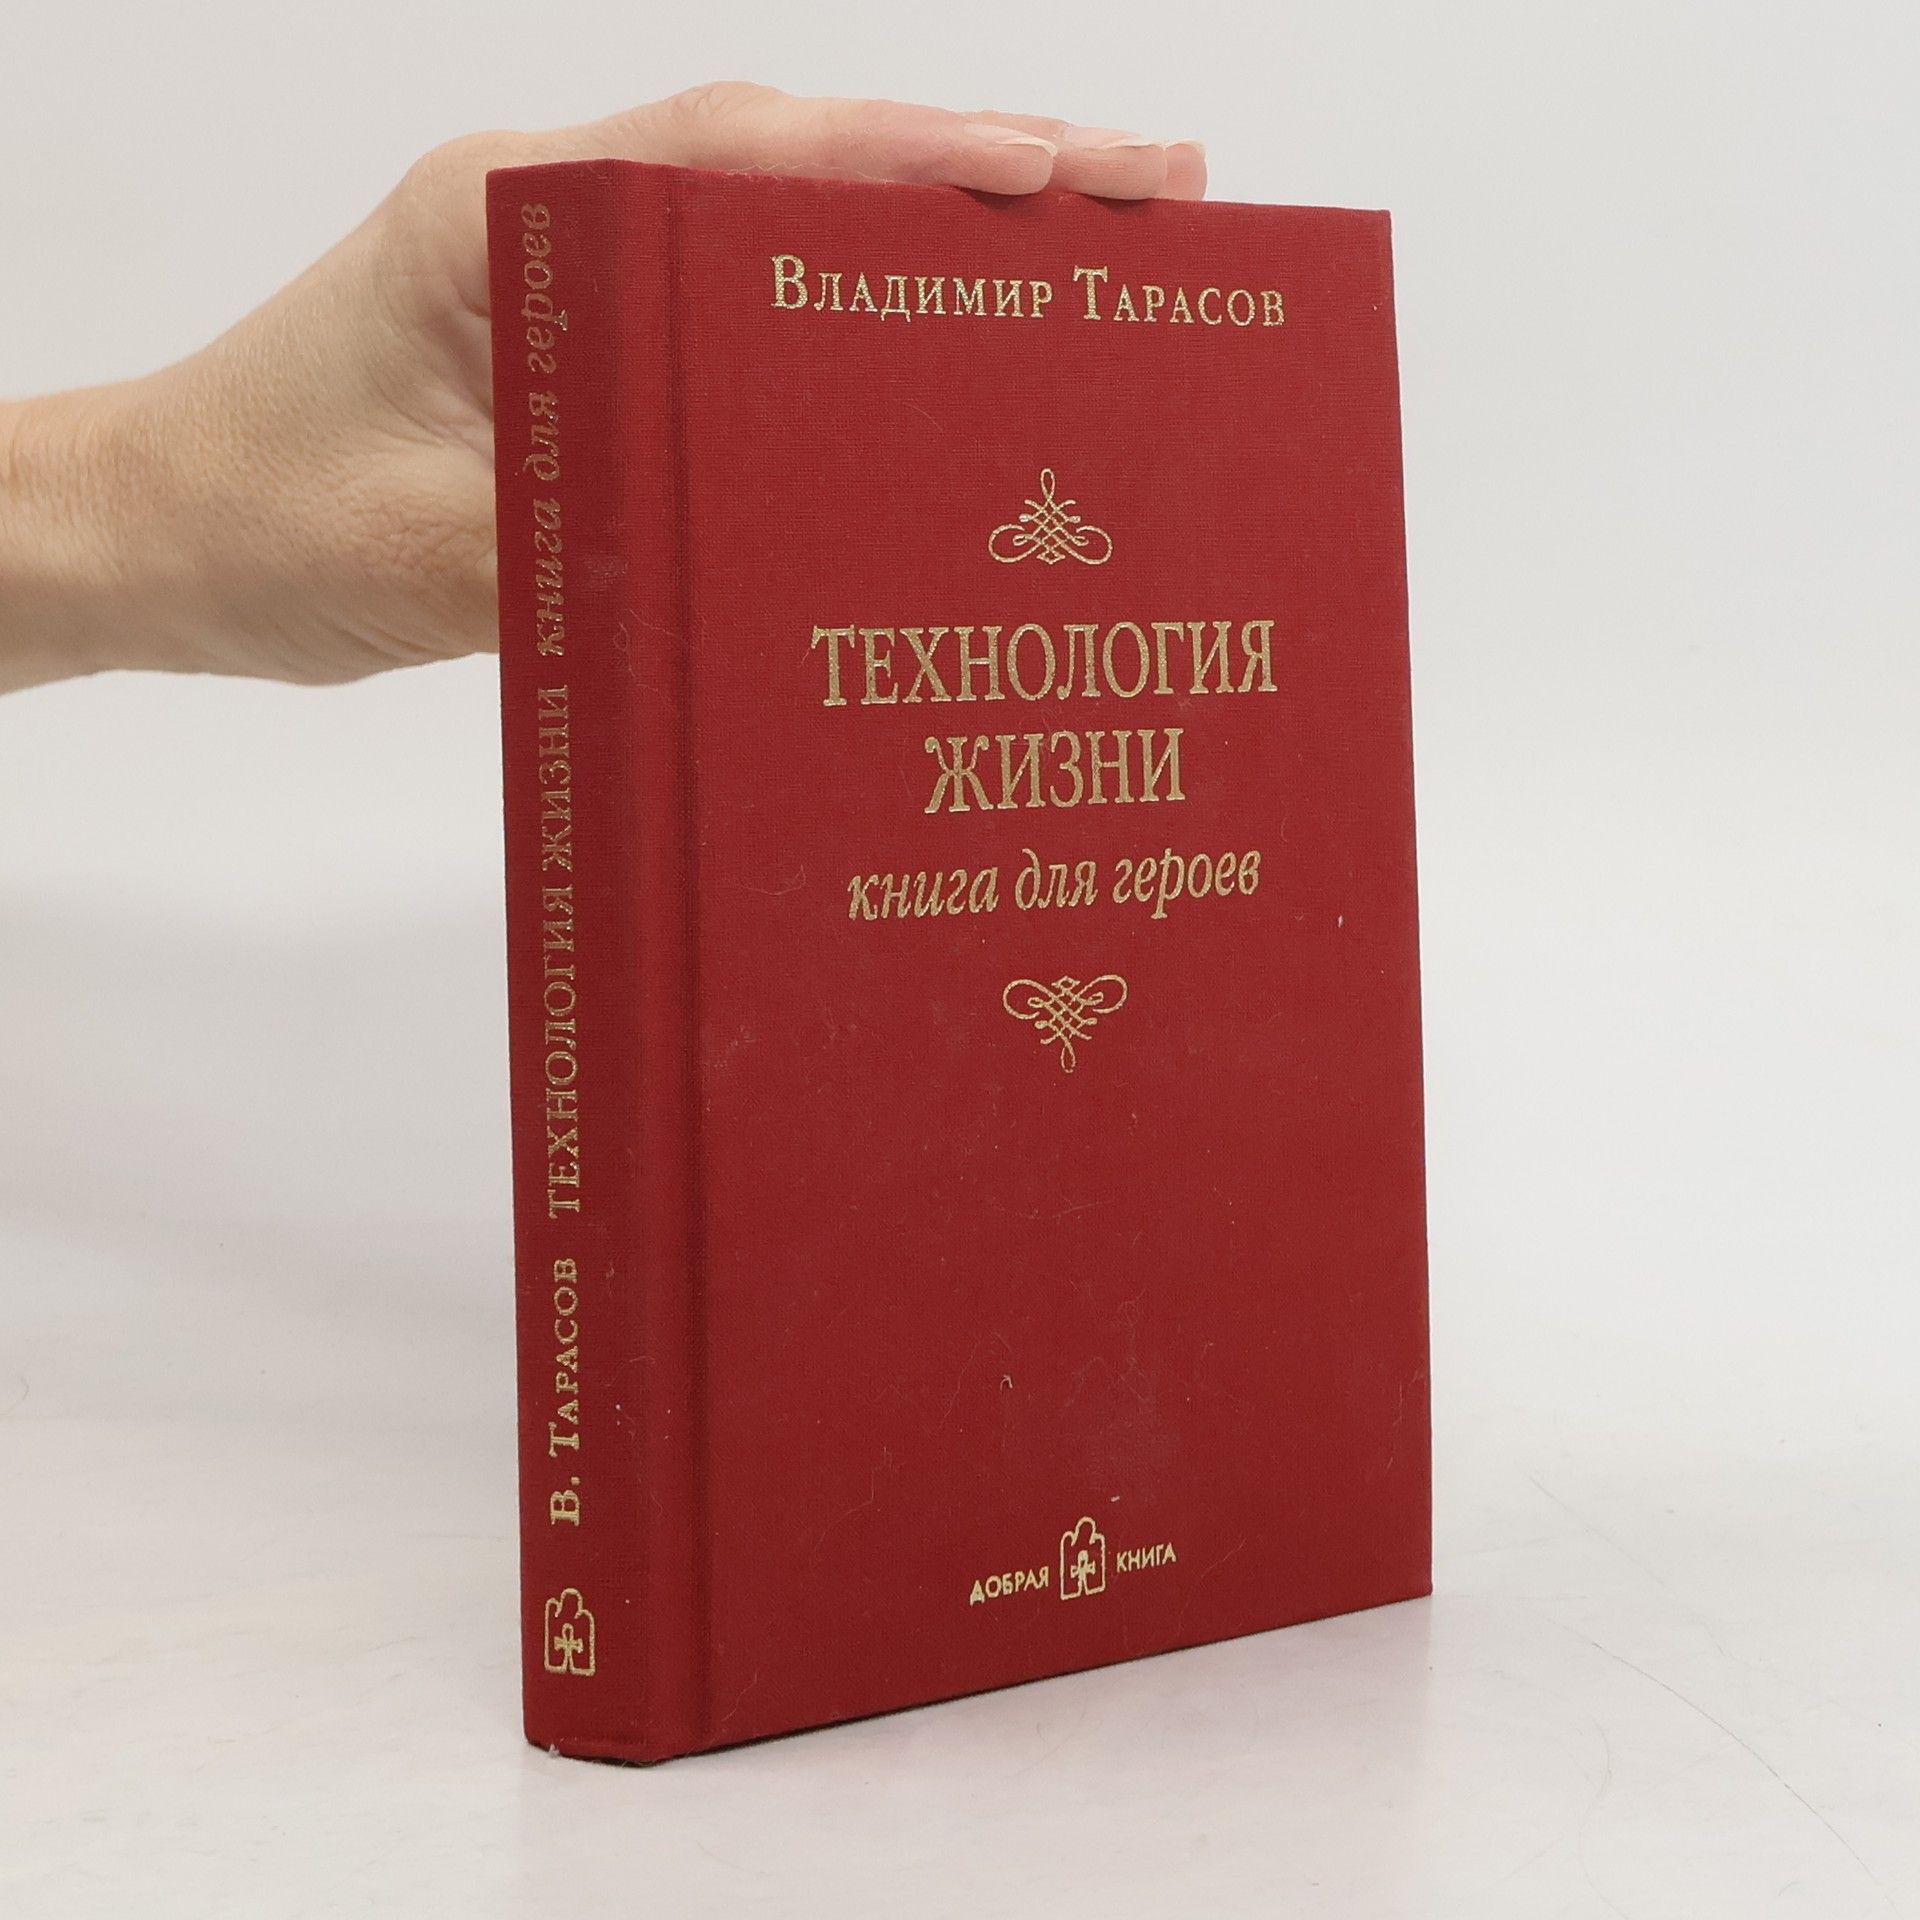 Владимир Тарасов
ТЕХНОЛОГИЯ
ЖИЗНИ
книга для героев
ДОБРАЯ КНИГА
В. Тарасов ТЕХНОЛОГИЯ ЖИЗНИ книга для героев